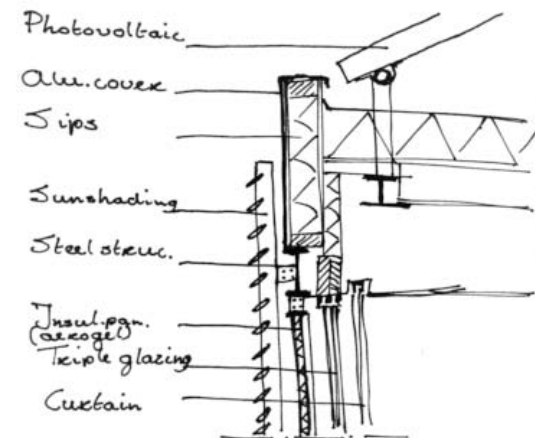 Photovoltaic
Alu. cover
Sips
Sunshading
Steel struc.
Insul. pan.
(aerogel)
Triple glazing
Curtain